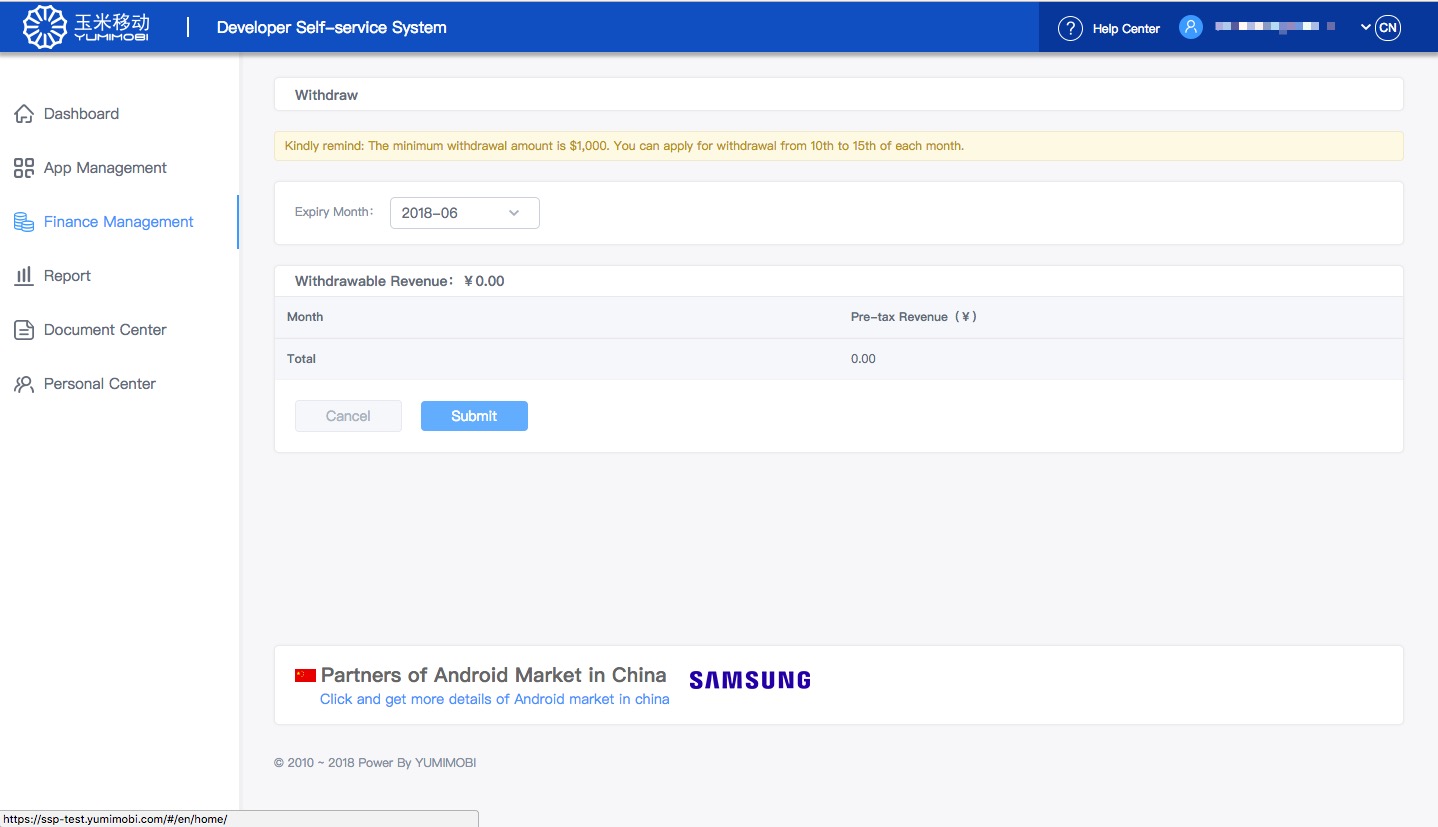 玉米移动
YUMIMOBI
Developer Self-service System
? Help Center
CN
Dashboard
App Management
Finance Management
Report
Document Center
Personal Center
Withdraw
Kindly remind: The minimum withdrawal amount is $1,000. You can apply for withdrawal from 10th to 15th of each month.
Expiry Month： 2018-06
Withdrawable Revenue： ￥0.00
Month Pre-tax Revenue（￥）
Total 0.00
Cancel Submit
Partners of Android Market in China
SAMSUNG
Click and get more details of Android market in china
© 2010 ~ 2018 Power By YUMIMOBI
https://ssp-test.yumimobi.com/#/en/home/